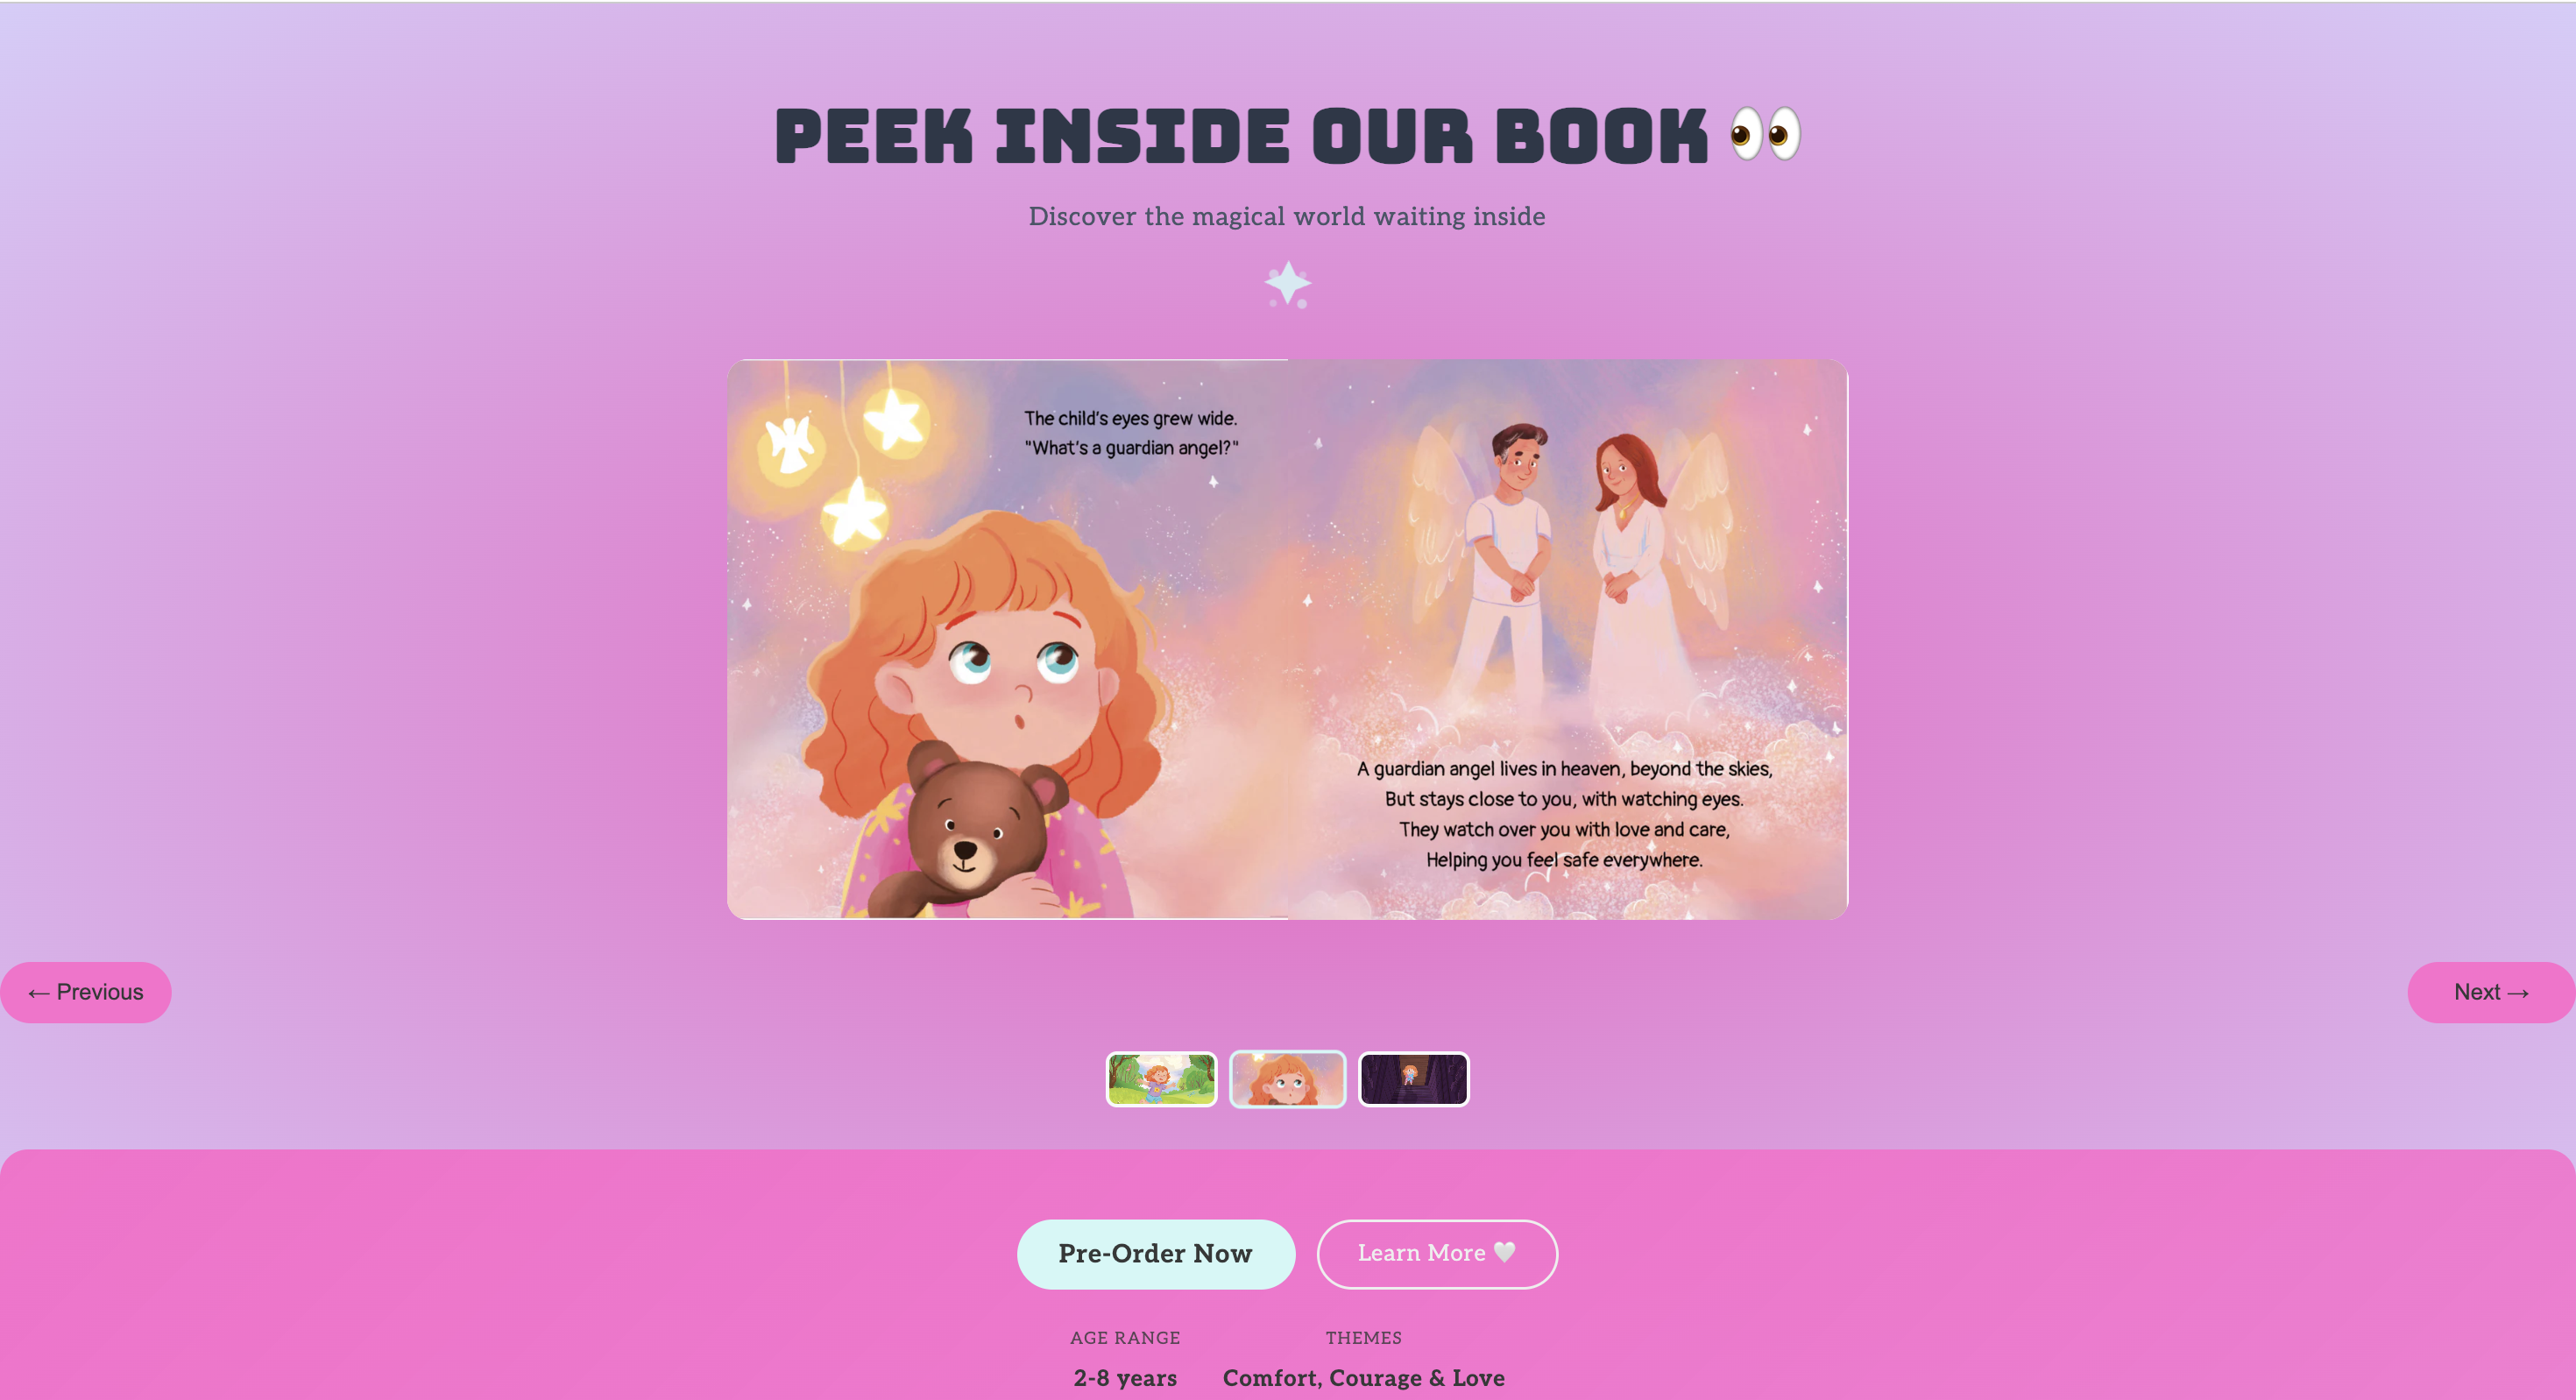 PEEK INSIDE OUR BOOK 👀
Discover the magical world waiting inside
The child's eyes grew wide.
"What's a guardian angel?"
A guardian angel lives in heaven, beyond the skies,
But stays close to you, with watching eyes.
They watch over you with love and care,
Helping you feel safe everywhere.
← Previous
Next →
Pre-Order Now
Learn More 🤍
AGE RANGE
2-8 years
THEMES
Comfort, Courage & Love